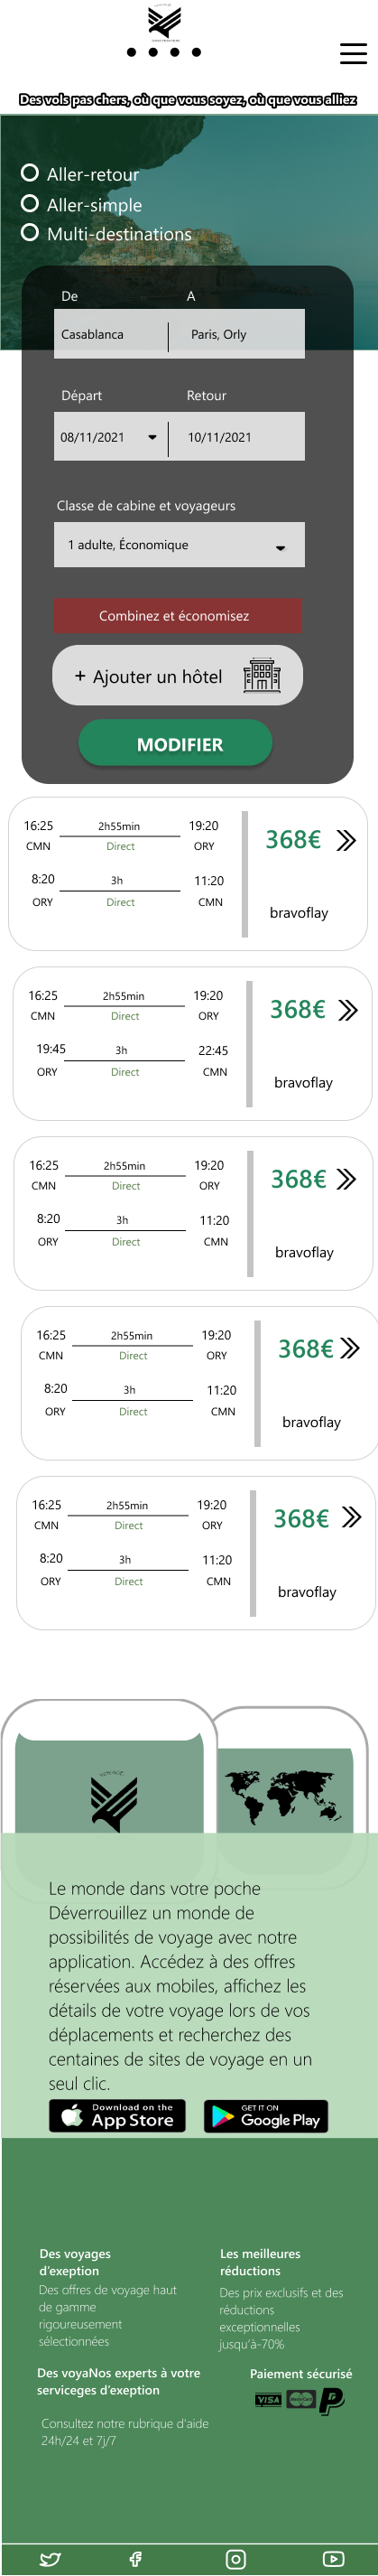 Des vols pas chers, où que vous soyez, où que vous alliez
Aller-retour
Aller-simple
Multi-destinations
De A
Casablanca Paris, Orly
Départ Retour
08/11/2021 10/11/2021
Classe de cabine et voyageurs
1 adulte, Économique
Combinez et économisez
+ Ajouter un hôtel
MODIFIER
16:25 2h55min 19:20 368€
CMN Direct ORY
8:20 3h 11:20
ORY Direct CMN bravoflay
16:25 2h55min 19:20 368€
CMN Direct ORY
19:45 3h 22:45
ORY Direct CMN bravoflay
16:25 2h55min 19:20 368€
CMN Direct ORY
8:20 3h 11:20
ORY Direct CMN bravoflay
16:25 2h55min 19:20 368€
CMN Direct ORY
8:20 3h 11:20
ORY Direct CMN bravoflay
16:25 2h55min 19:20 368€
CMN Direct ORY
8:20 3h 11:20
ORY Direct CMN bravoflay
Le monde dans votre poche
Déverrouillez un monde de
possibilités de voyage avec notre
application. Accédez à des offres
réservées aux mobiles, affichez les
détails de votre voyage lors de vos
déplacements et recherchez des
centaines de sites de voyage en un
seul clic.
Download on the
App Store
GET IT ON
Google Play
Des voyages
d'exeption
Des offres de voyage haut
de gamme
rigoureusement
sélectionnées
Les meilleures
réductions
Des prix exclusifs et des
réductions
exceptionnelles
jusqu'à-70%
Des voyaNos experts à votre
serviceges d'exeption
Consultez notre rubrique d'aide
24h/24 et 7j/7
Paiement sécurisé
VISA